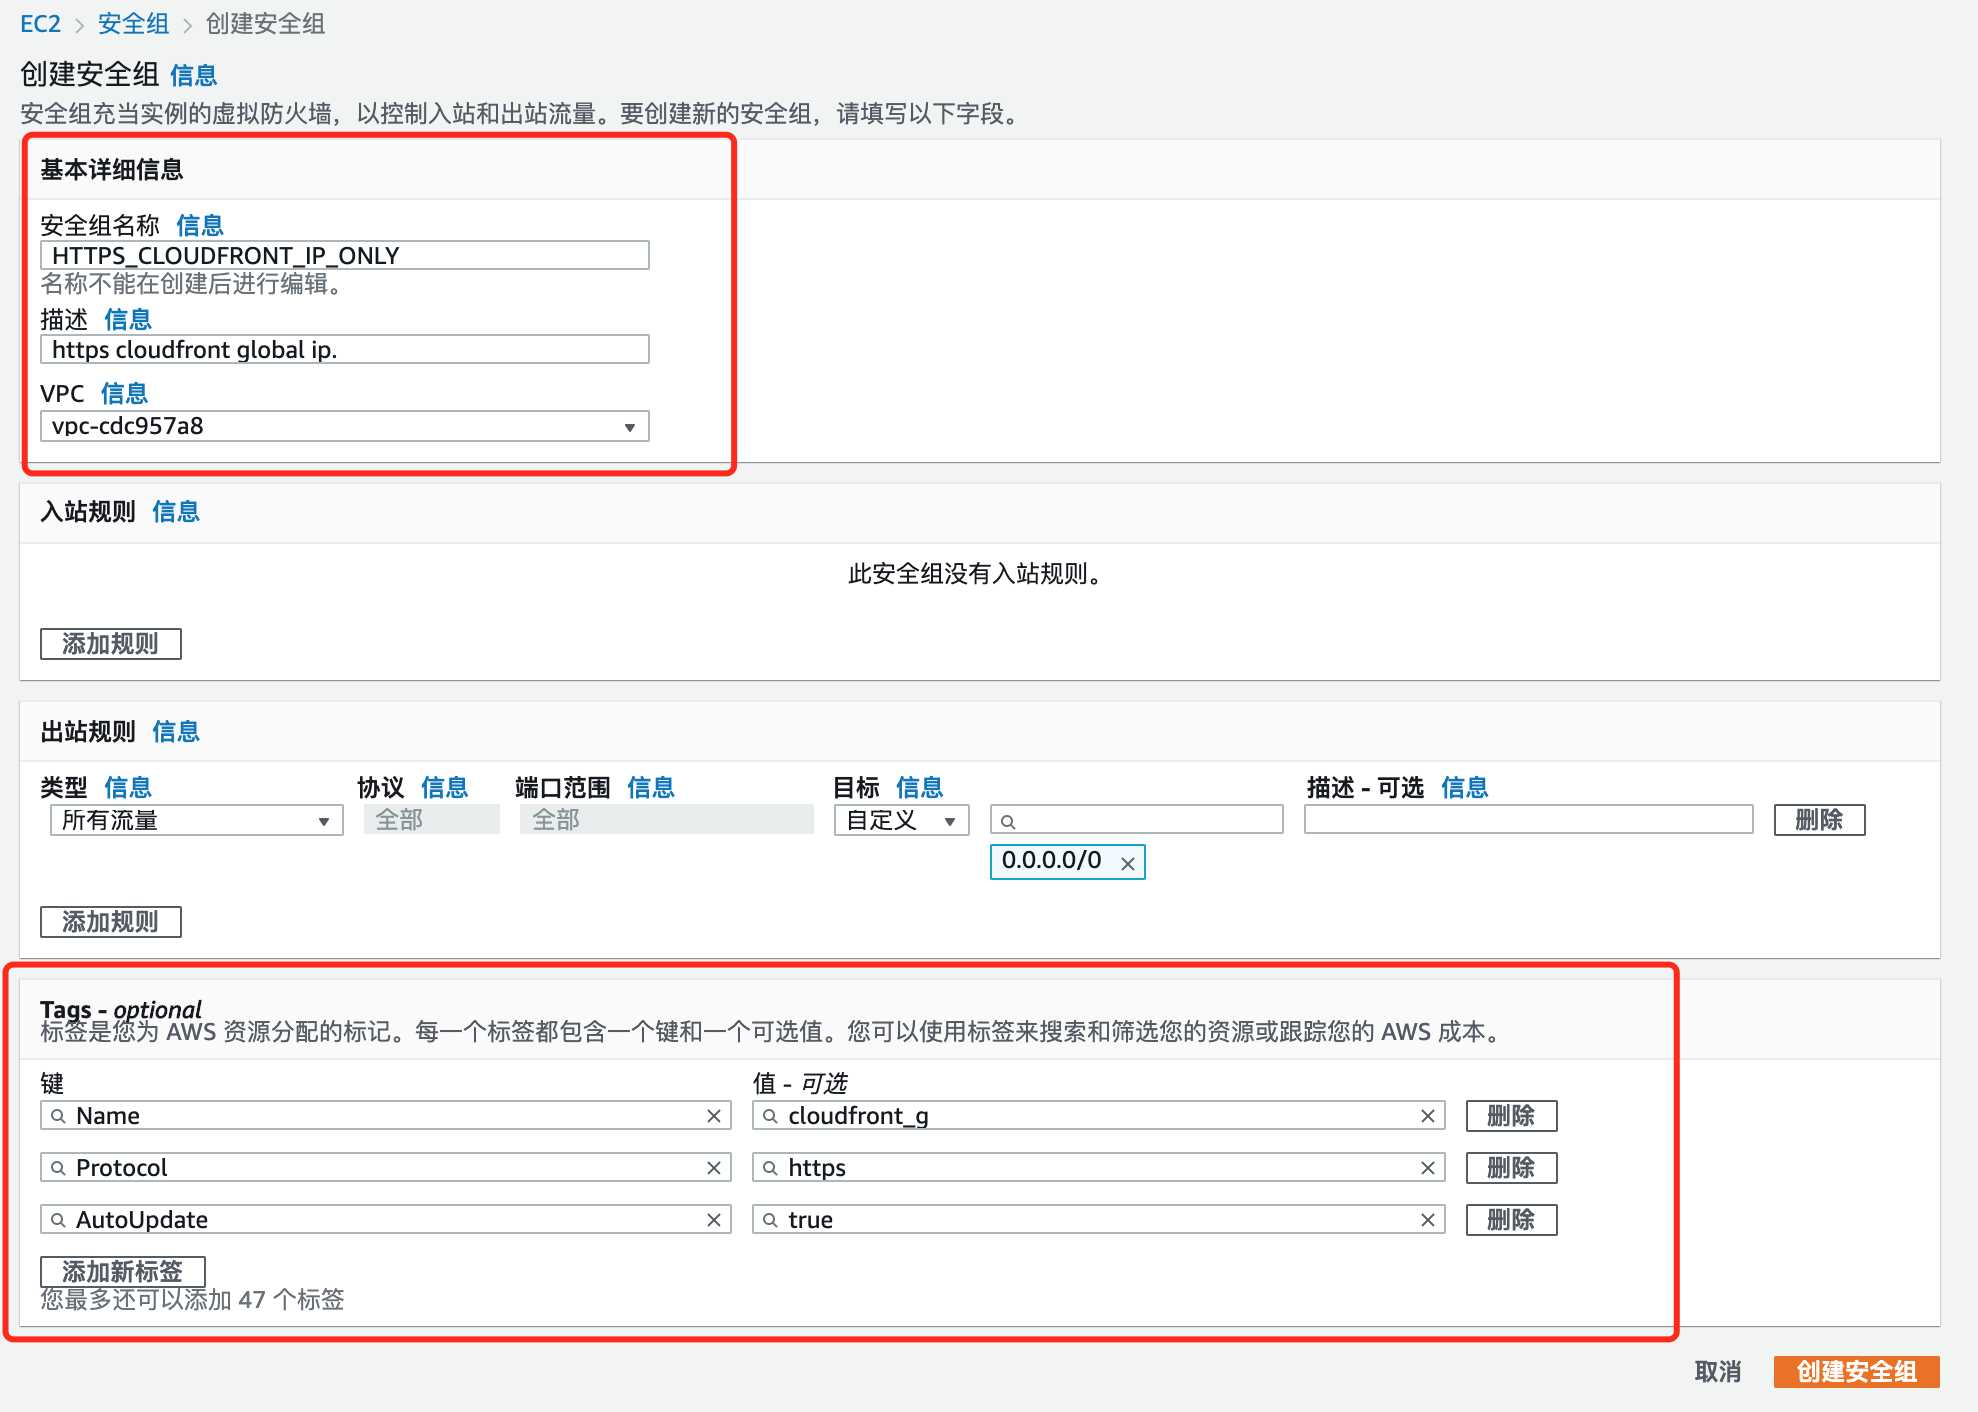 EC2 > 安全组 > 创建安全组
创建安全组 信息
安全组充当实例的虚拟防火墙，以控制入站和出站流量。要创建新的安全组，请填写以下字段。
基本详细信息
安全组名称 信息
HTTPS_CLOUDFRONT_IP_ONLY
名称不能在创建后进行编辑。
描述 信息
https cloudfront global ip.
VPC 信息
vpc-cdc957a8
入站规则 信息
此安全组没有入站规则。
添加规则
出站规则 信息
类型 信息 协议 信息 端口范围 信息 目标 信息 描述 - 可选 信息
所有流量 全部 全部 自定义 删除
0.0.0.0/0
添加规则
Tags - optional
标签是您为 AWS 资源分配的标记。每一个标签都包含一个键和一个可选值。您可以使用标签来搜索和筛选您的资源或跟踪您的 AWS 成本。
键 值 - 可选
Name cloudfront_g 删除
Protocol https 删除
AutoUpdate true 删除
添加新标签
您最多还可以添加 47 个标签
取消 创建安全组